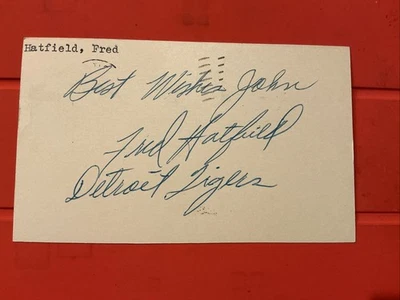 Hatfield, Fred
Best Wishes John
Fred Hatfield
Detroit Tigers